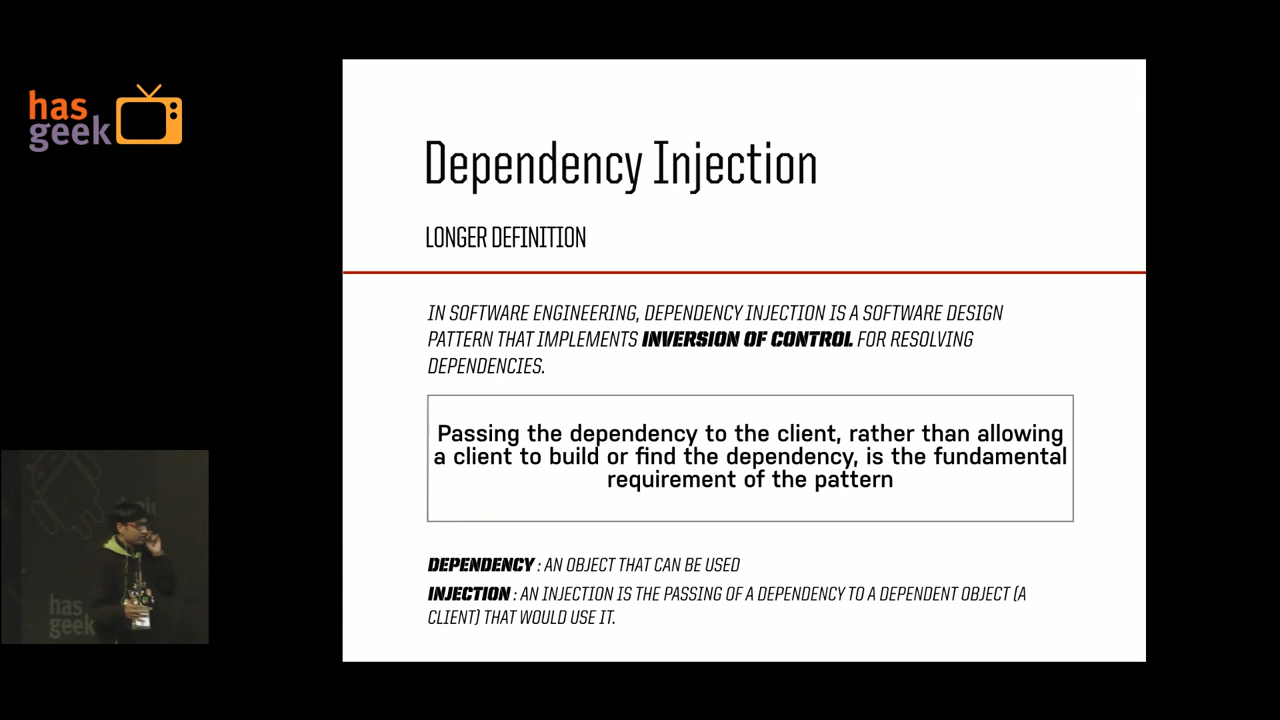 has
geek
Dependency Injection
LONGER DEFINITION
IN SOFTWARE ENGINEERING, DEPENDENCY INJECTION IS A SOFTWARE DESIGN
PATTERN THAT IMPLEMENTS INVERSION OF CONTROL FOR RESOLVING
DEPENDENCIES.
Passing the dependency to the client, rather than allowing
a client to build or find the dependency, is the fundamental
requirement of the pattern
DEPENDENCY : AN OBJECT THAT CAN BE USED
INJECTION : AN INJECTION IS THE PASSING OF A DEPENDENCY TO A DEPENDENT OBJECT (A
CLIENT) THAT WOULD USE IT.
has
geek